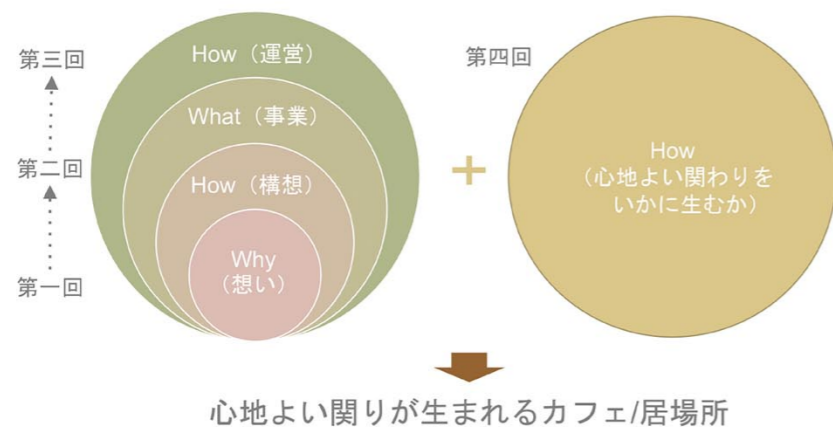 第三回
第二回
第一回
How（運営）
What（事業）
How（構想）
Why
（想い）
+
第四回
How
（心地よい関わりを
いかに生むか）
心地よい関りが生まれるカフェ/居場所